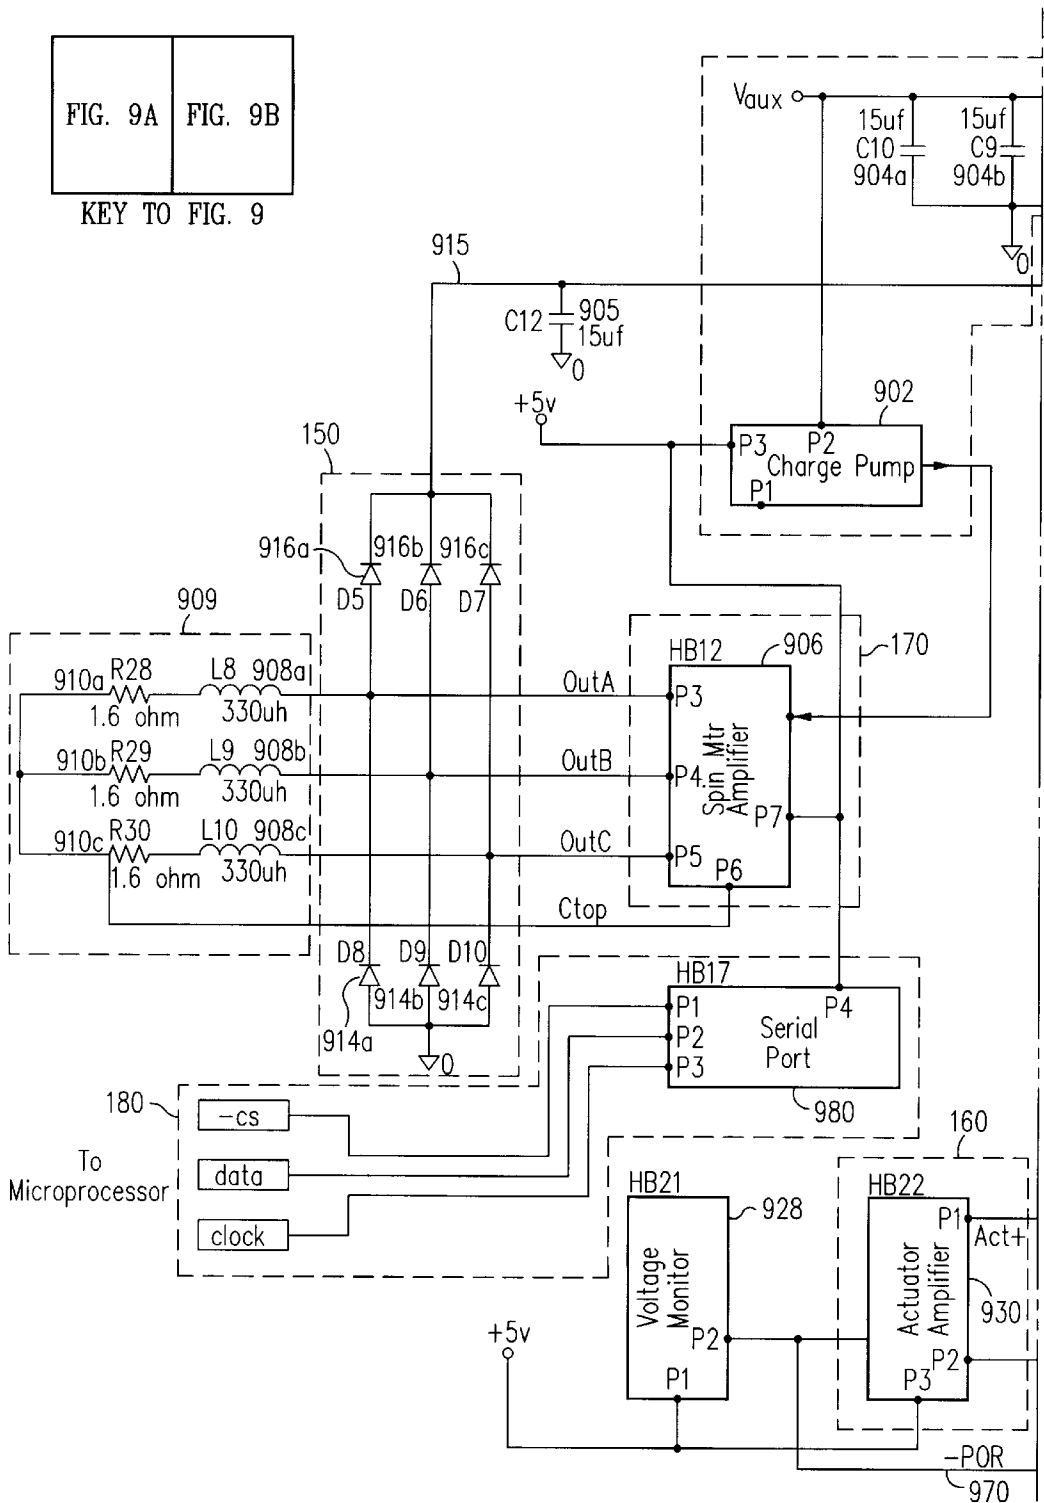 FIG. 9A
FIG. 9B
KEY TO FIG. 9
Vaux
15uf
C10
904a
15uf
C9
904b
0
915
C12
905
15uf
0
+5v
902
P3
P2
Charge Pump
P1
150
916a
916b
916c
D5
D6
D7
909
910a
R28
1.6 ohm
L8
908a
330uh
OutA
910b
R29
1.6 ohm
L9
908b
330uh
OutB
910c
R30
1.6 ohm
L10
908c
330uh
OutC
Ctop
HB12
906
170
P3
P4
P5
P6
P7
Spin Mtr
Amplifier
D8
D9
D10
914a
914b
914c
0
HB17
P1
P2
P3
P4
Serial
Port
980
180
-cs
data
clock
To
Microprocessor
HB21
928
Voltage
Monitor
P2
P1
+5v
160
HB22
P1
Act+
Actuator
Amplifier
930
P2
P3
-POR
970